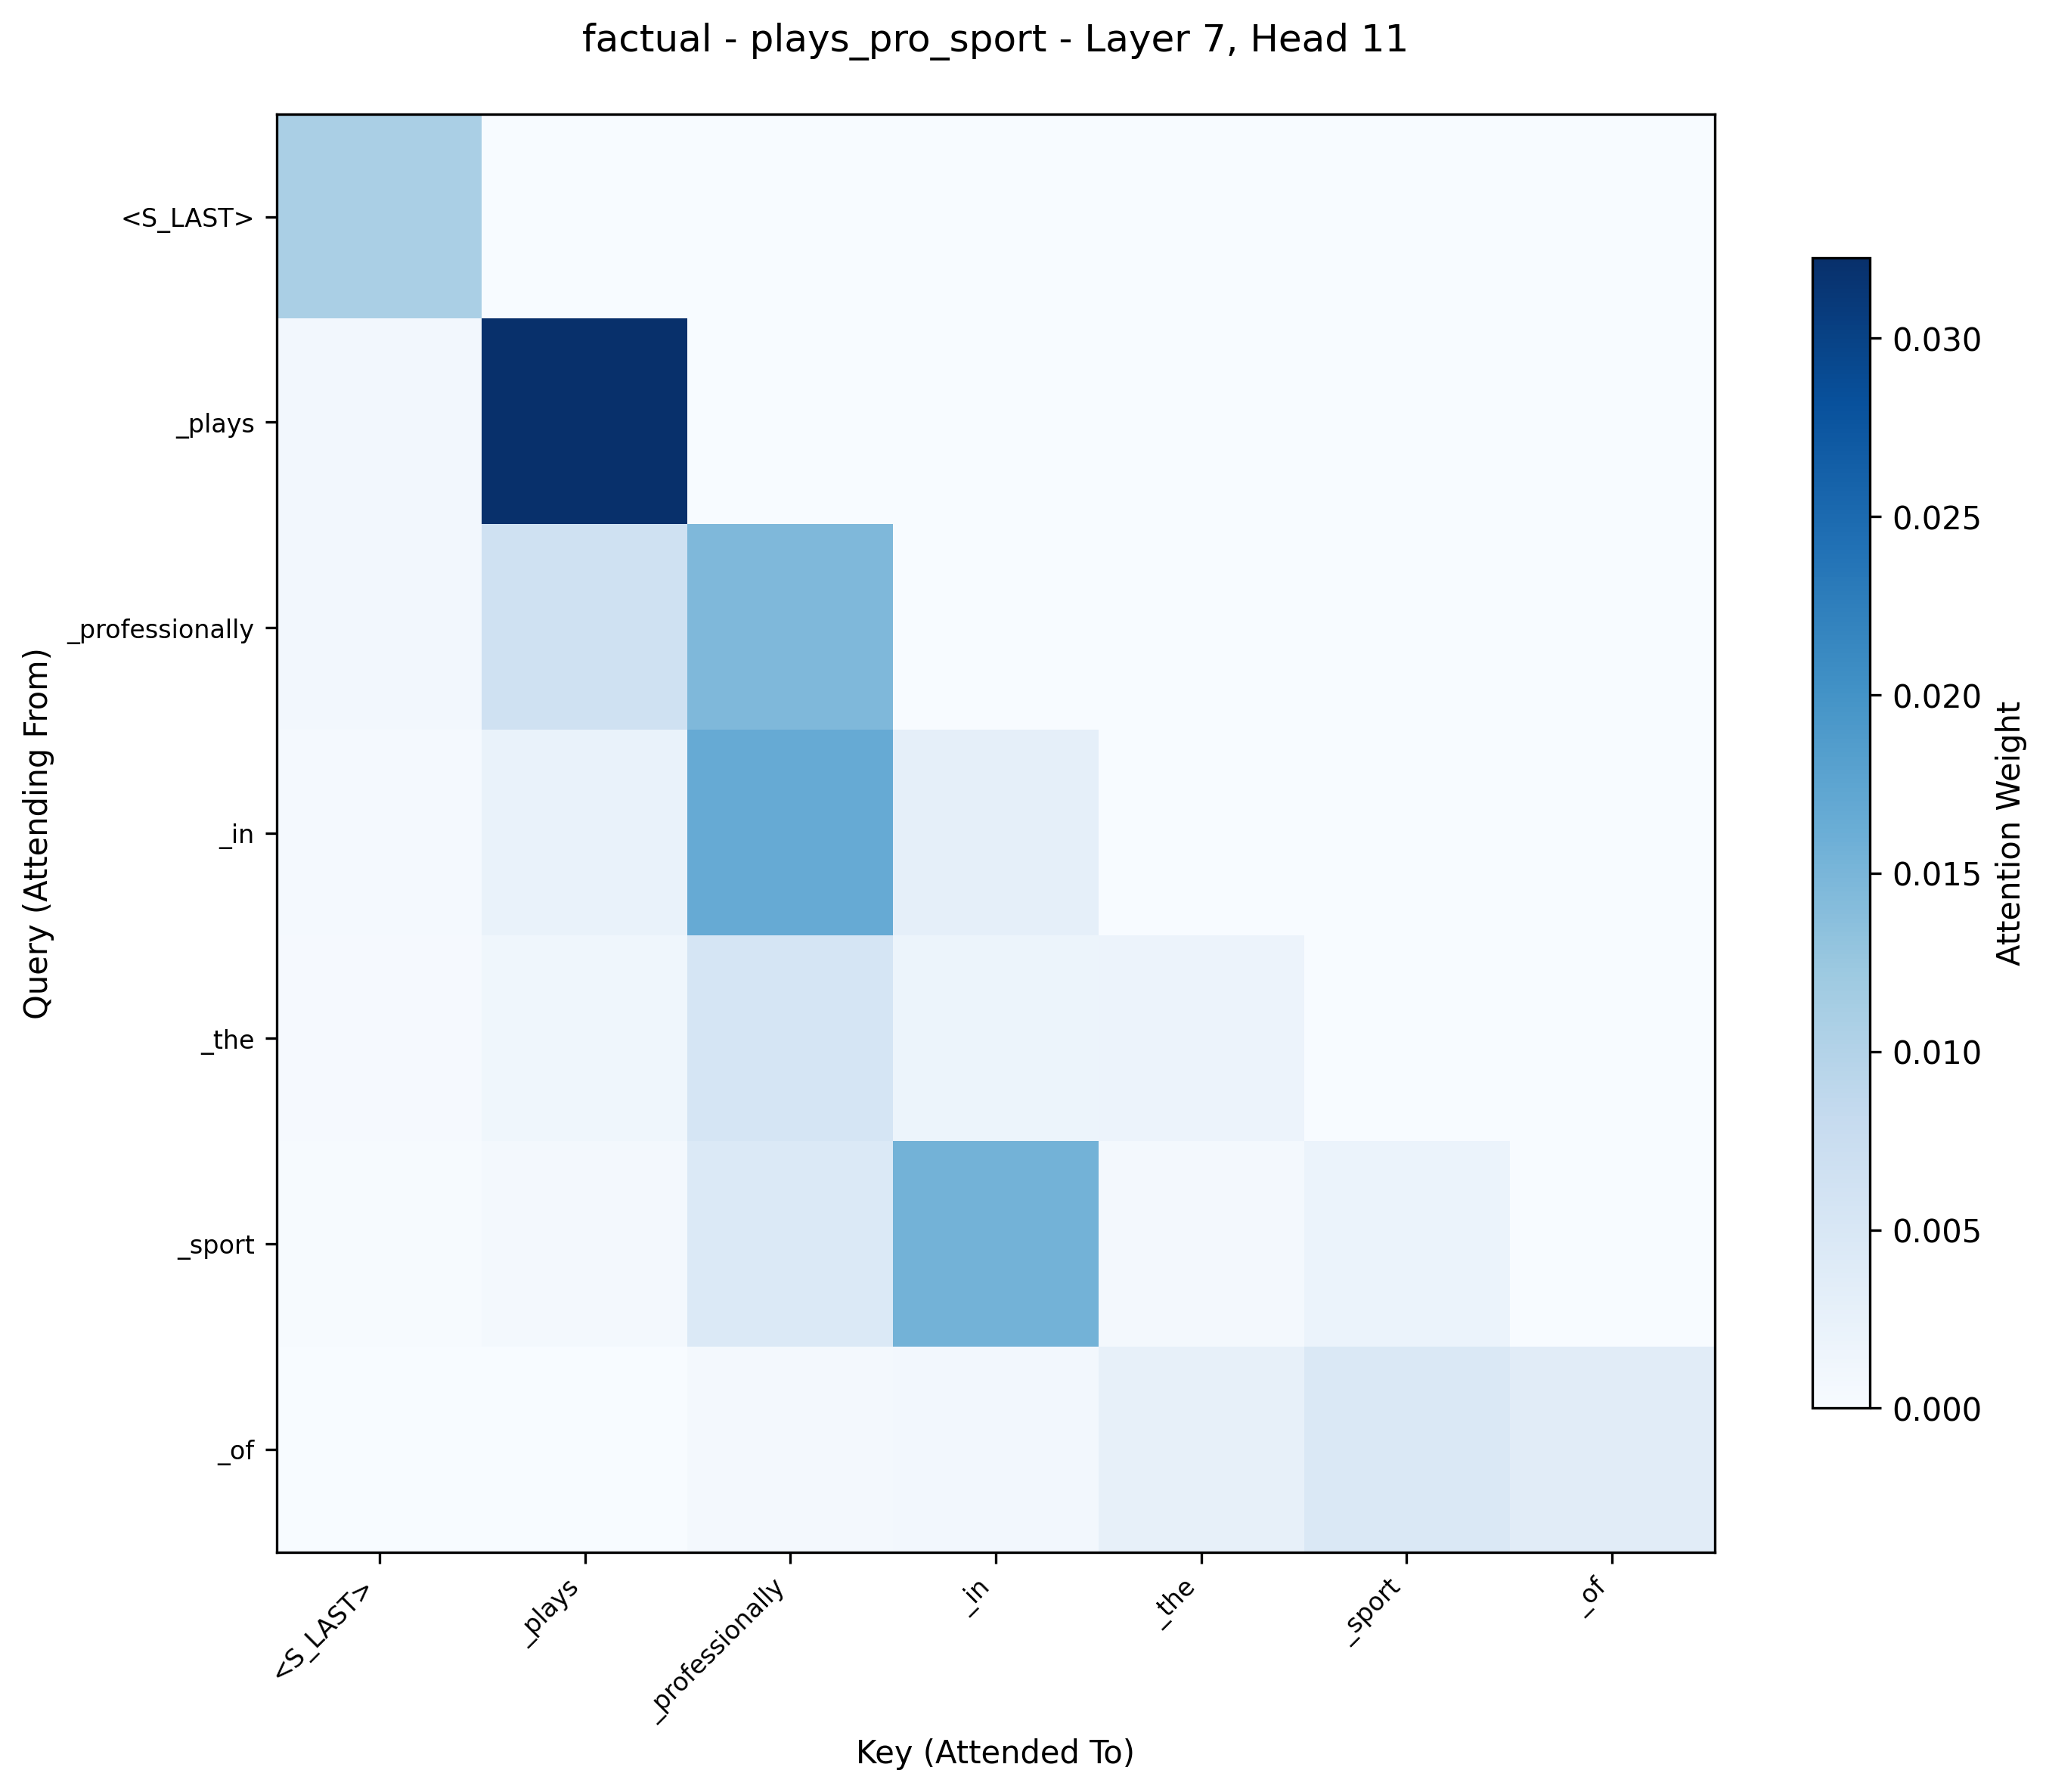 factual - plays_pro_sport - Layer 7, Head 11
Query (Attending From)
<S_LAST>
_plays
_professionally
_in
_the
_sport
_of
<S_LAST>
_plays
_professionally
_in
_the
_sport
_of
Key (Attended To)
0.030
0.025
0.020
0.015
0.010
0.005
0.000
Attention Weight